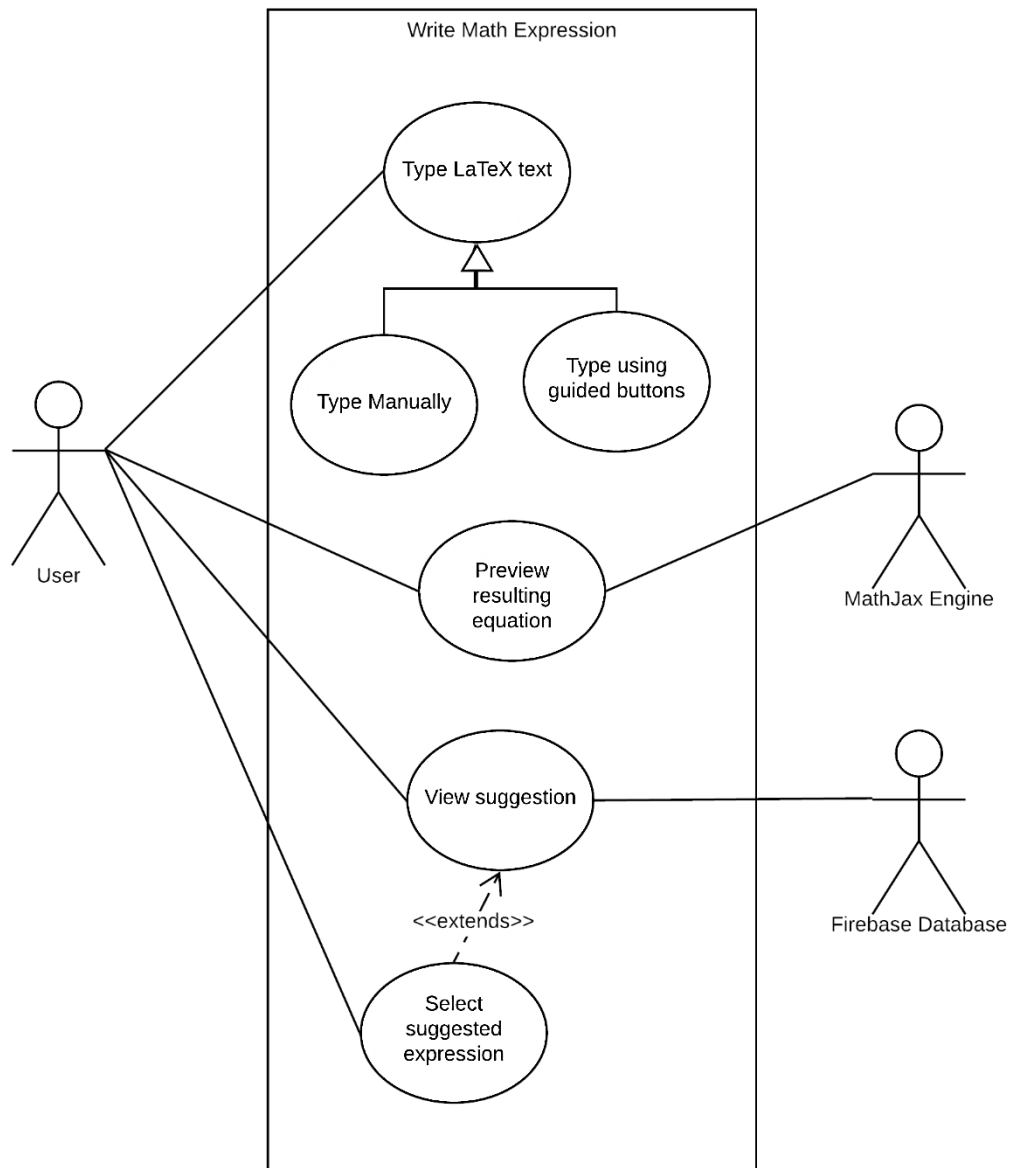 Write Math Expression
Type LaTeX text
Type Manually
Type using
guided buttons
User
Preview
resulting
equation
MathJax Engine
View suggestion
<<extends>>
Firebase Database
Select
suggested
expression